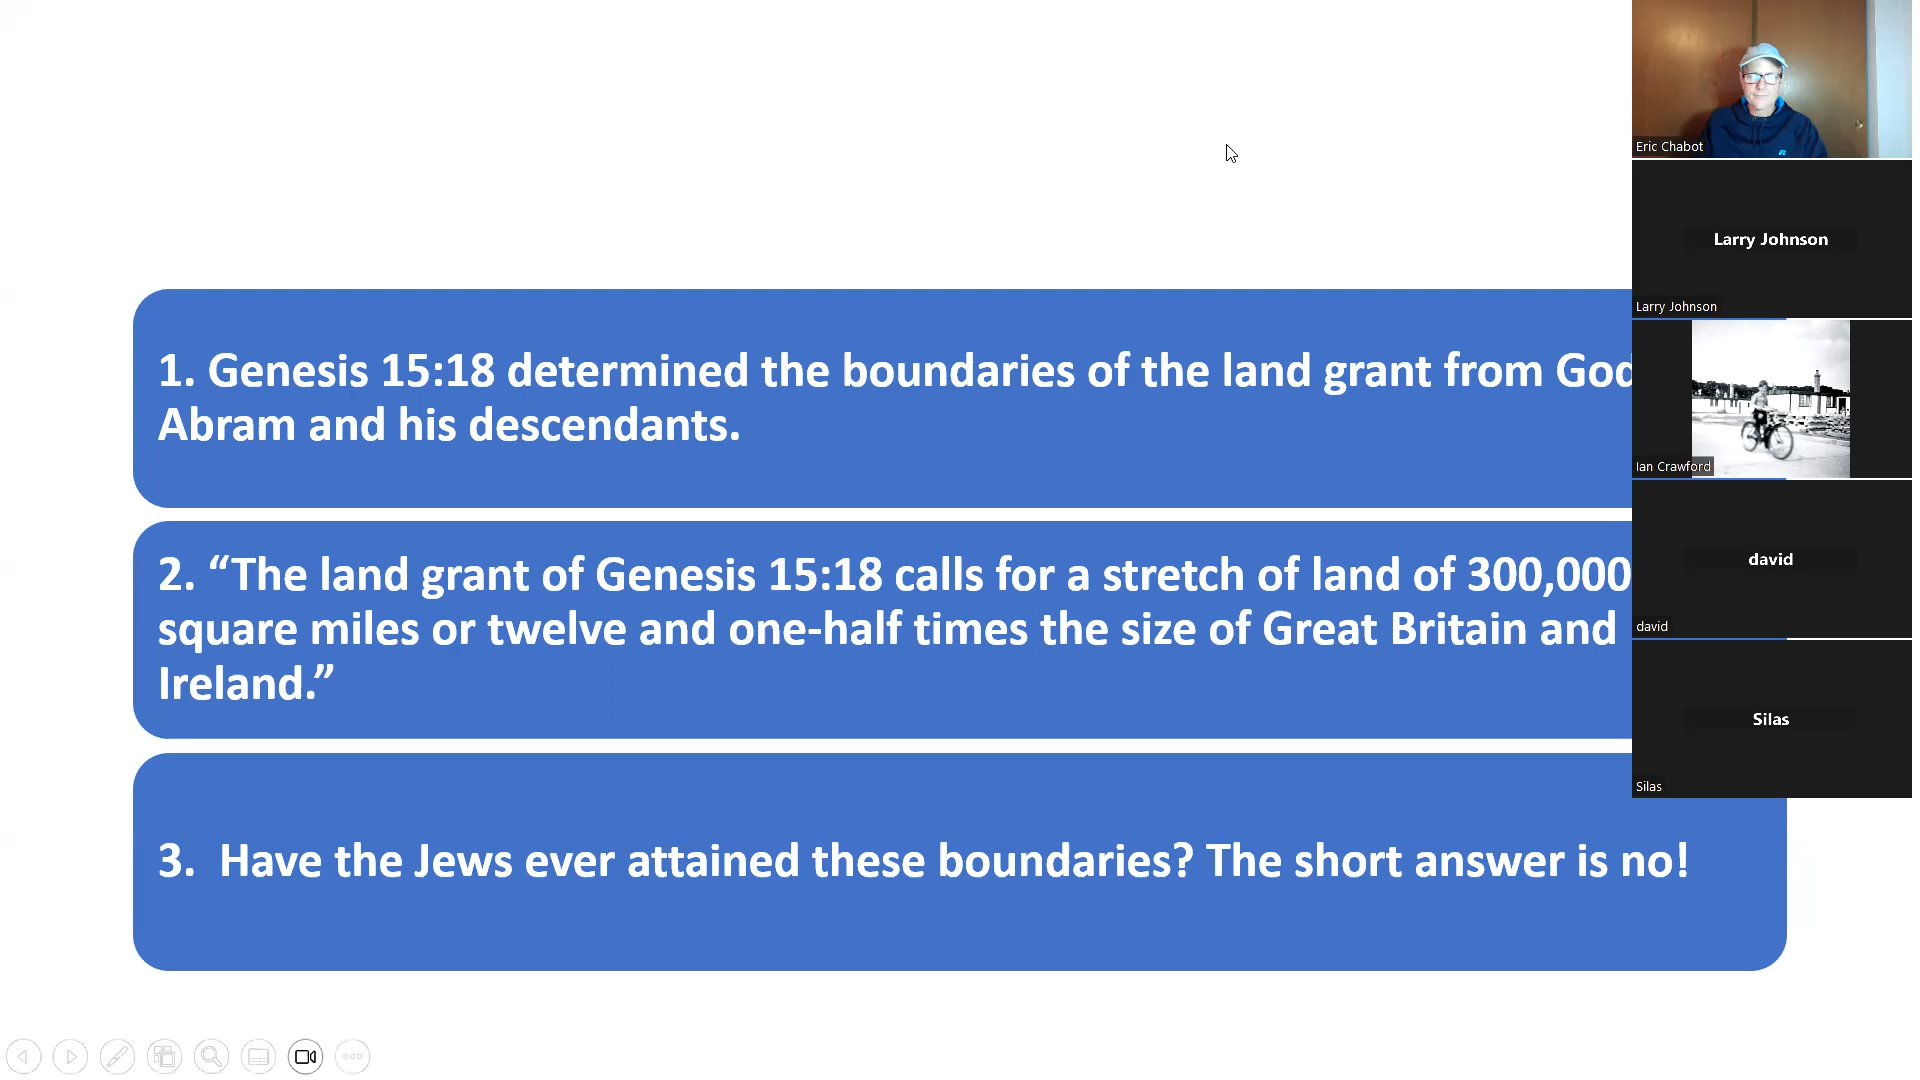 1. Genesis 15:18 determined the boundaries of the land grant from God
Abram and his descendants.
2. “The land grant of Genesis 15:18 calls for a stretch of land of 300,000
square miles or twelve and one-half times the size of Great Britain and
Ireland.”
3.  Have the Jews ever attained these boundaries? The short answer is no!
Eric Chabot
Larry Johnson
Larry Johnson
Ian Crawford
david
david
Silas
Silas